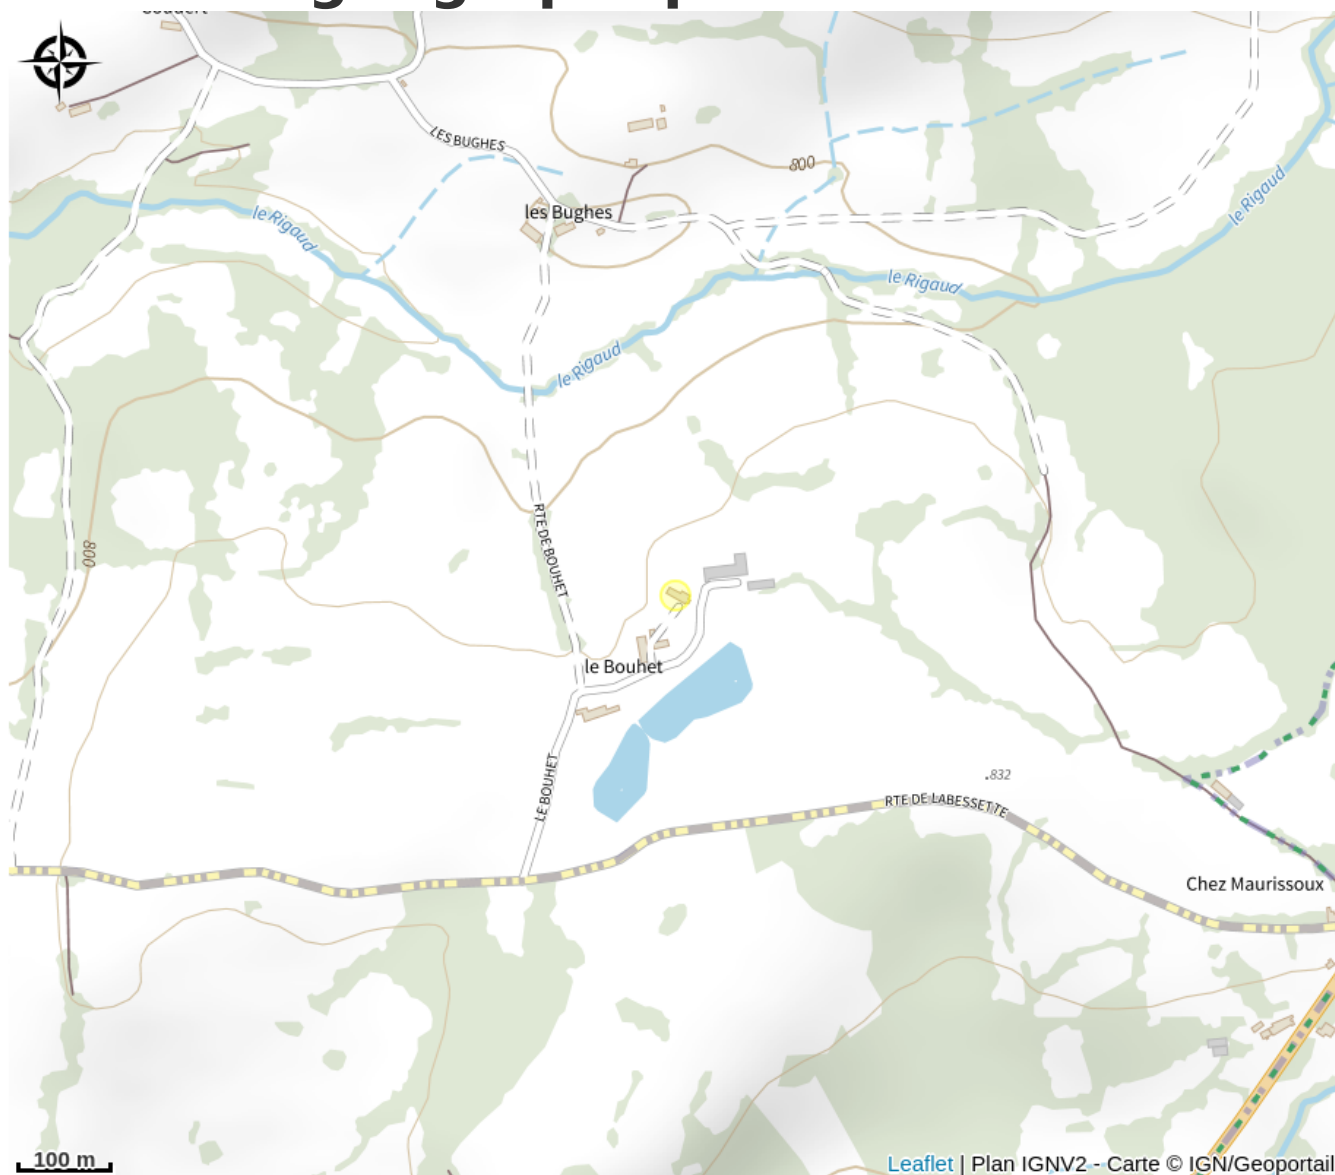 LES BUGHES
800
les Bughes
le Rigaud
le Rigaud
le Rigaud
le Rigaud
RTE DE BOUHET
800
le Bouhet
LE BOUHET
.832
RTE DE LABESSETTE
Chez Maurissoux
100 m
Leaflet | Plan IGNV2 - Carte © IGN/Geoportail